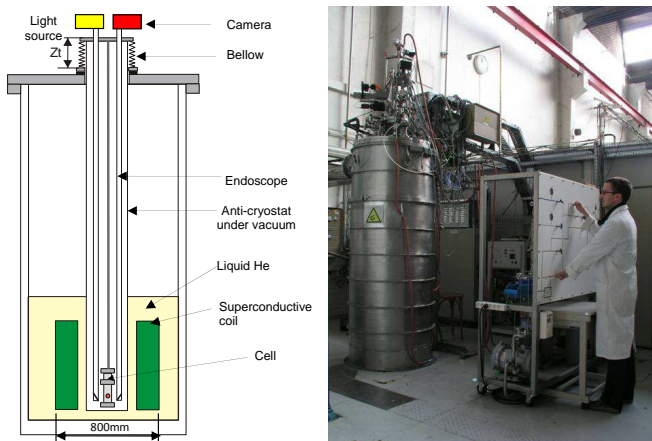 Light
source
Zt
Camera
Bellow
Endoscope
Anti-cryostat
under vacuum
Liquid He
Superconductive
coil
Cell
800mm